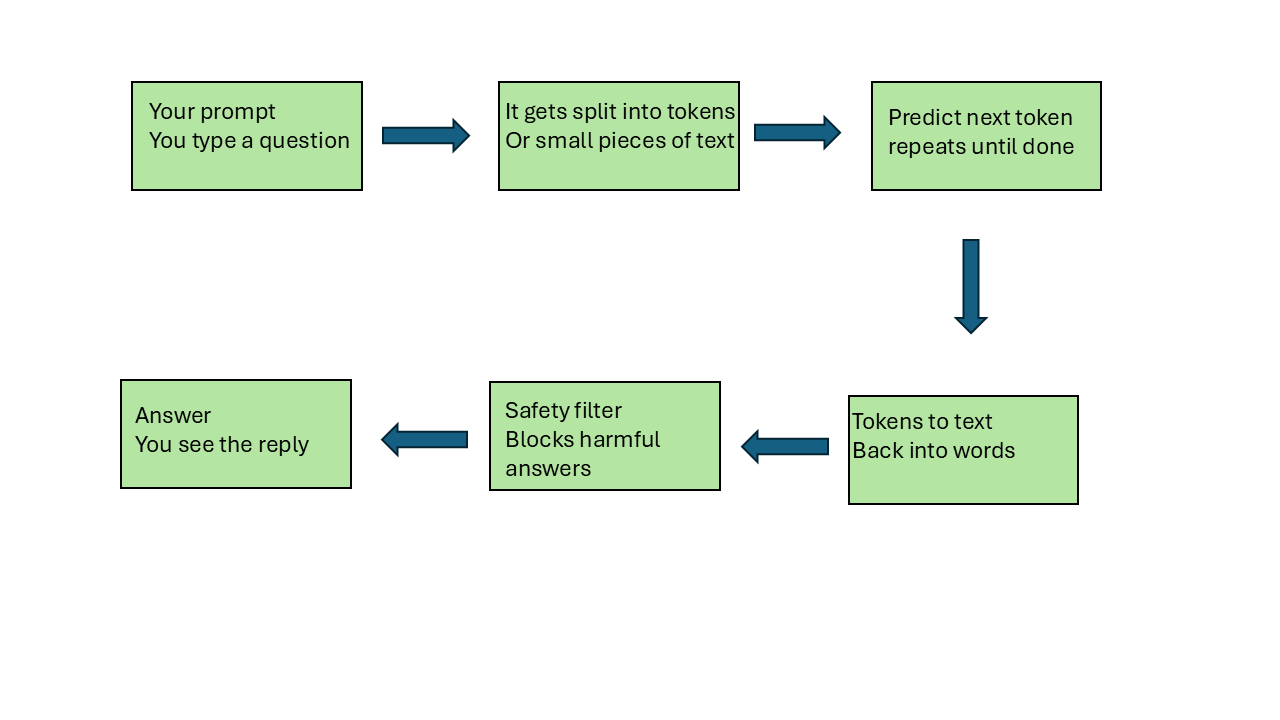 Your prompt
You type a question
It gets split into tokens
Or small pieces of text
Predict next token
repeats until done
Tokens to text
Back into words
Safety filter
Blocks harmful
answers
Answer
You see the reply